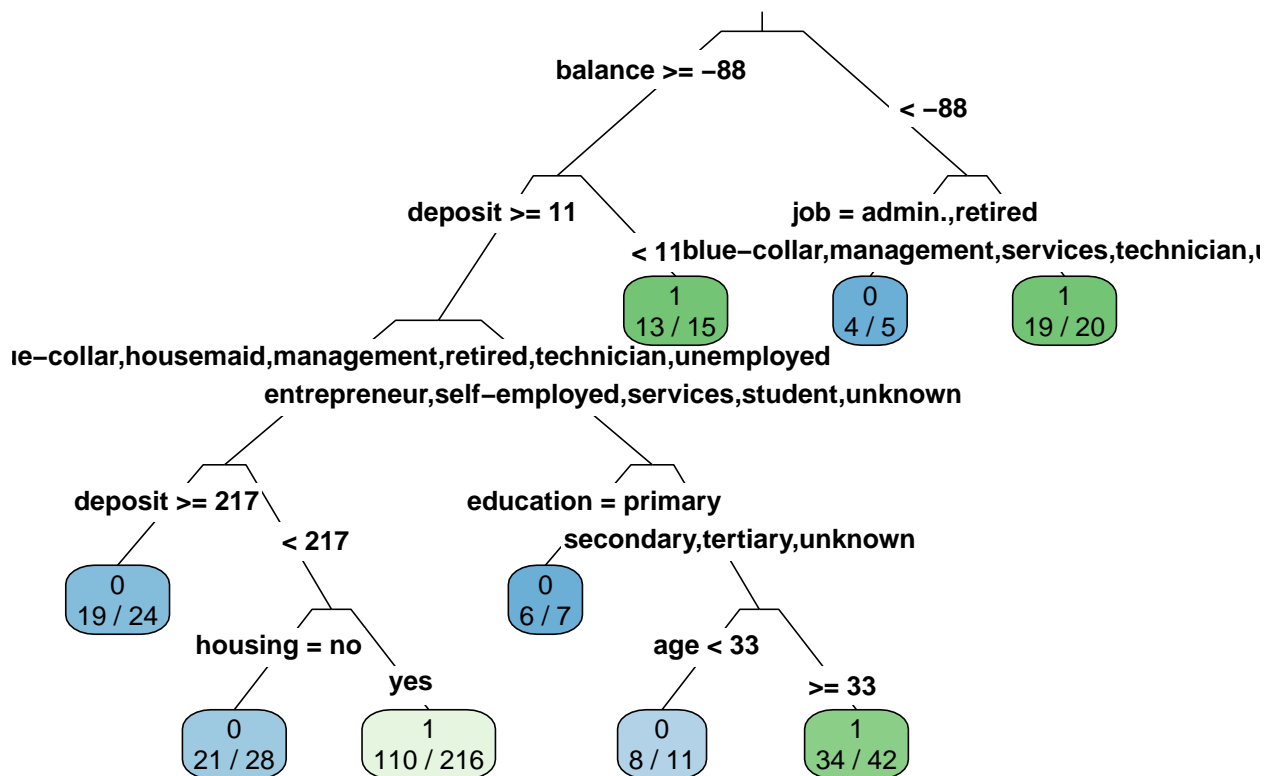 balance >= −88
< −88
deposit >= 11
job = admin.,retired
< 11
blue−collar,management,services,technician,u
1
13 / 15
0
4 / 5
1
19 / 20
ue−collar,housemaid,management,retired,technician,unemployed
entrepreneur,self−employed,services,student,unknown
deposit >= 217
education = primary
< 217
secondary,tertiary,unknown
0
19 / 24
0
6 / 7
housing = no
age < 33
yes
>= 33
0
21 / 28
1
110 / 216
0
8 / 11
1
34 / 42